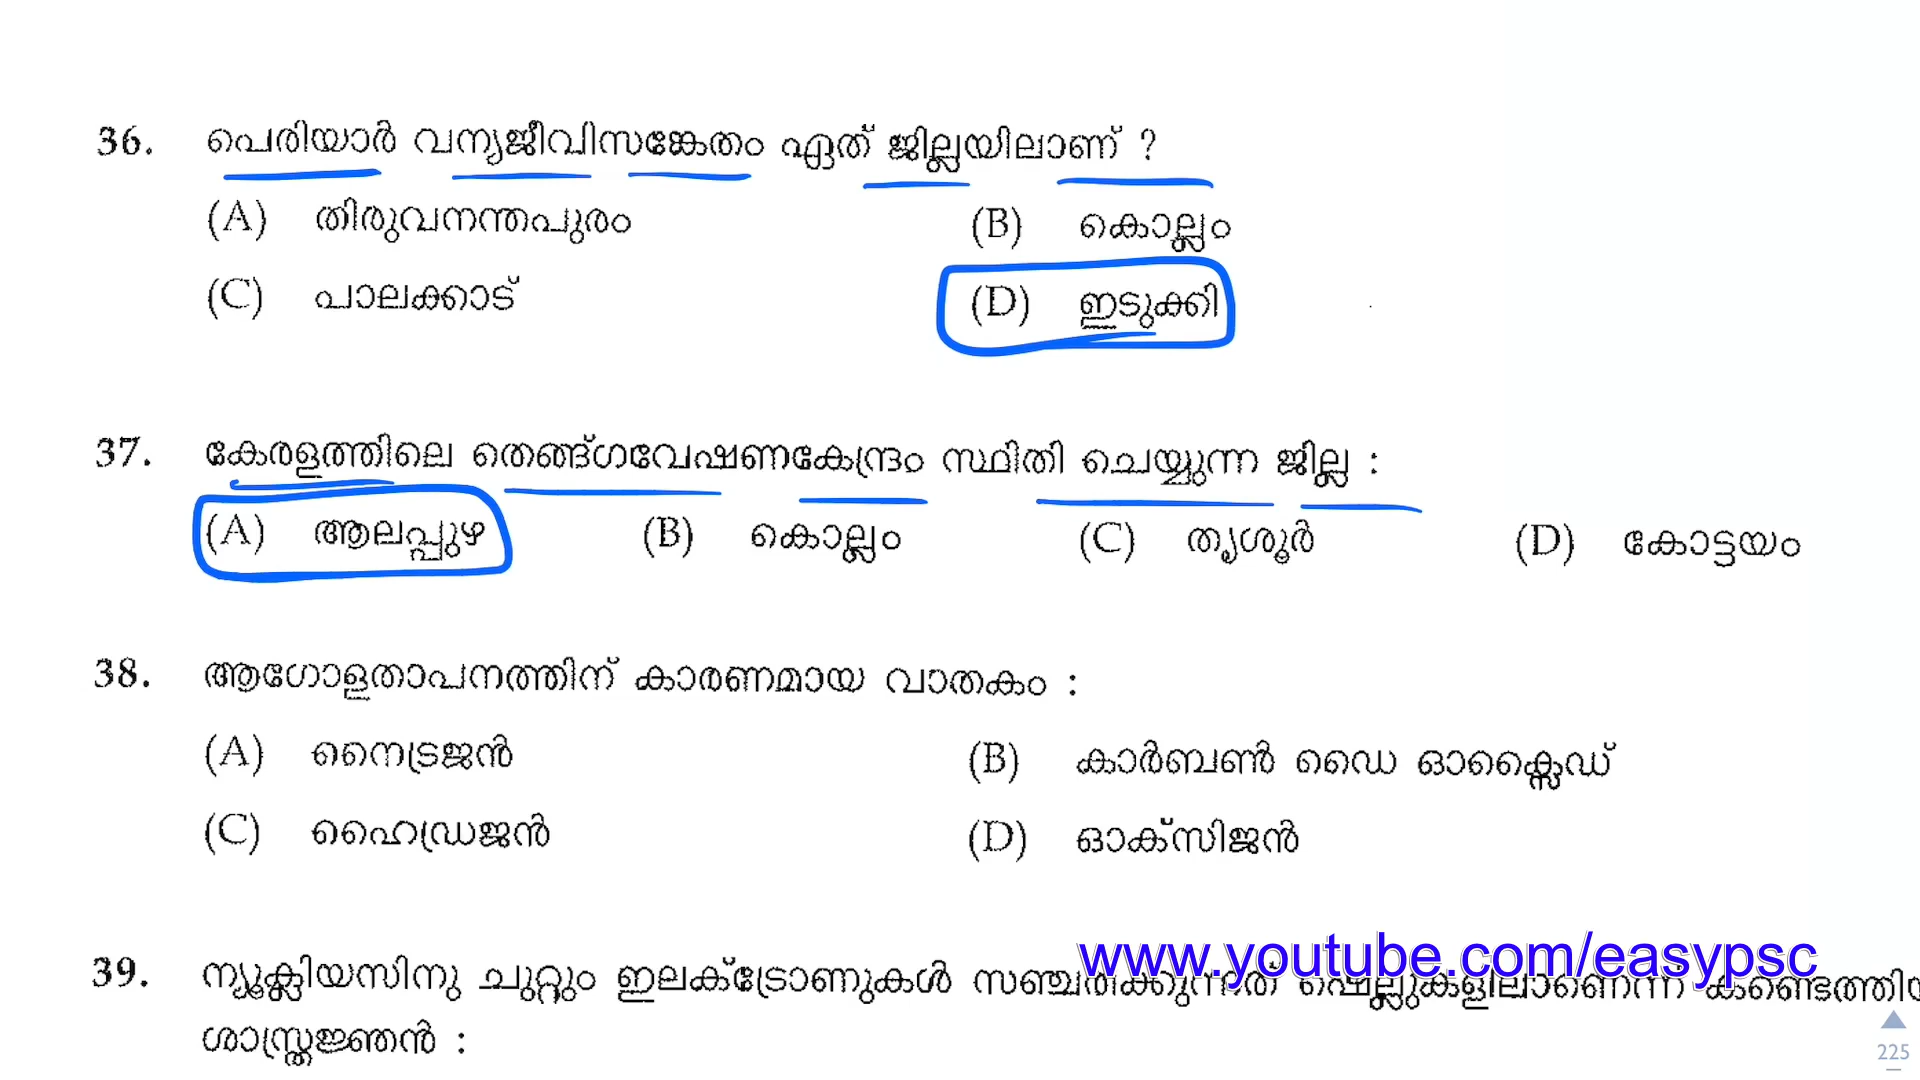 36. പെരിയാർ വന്യജീവിസങ്കേതം ഏത് ജില്ലയിലാണ് ?
(A) തിരുവനന്തപുരം (B) കൊല്ലം
(C) പാലക്കാട് (D) ഇടുക്കി
37. കേരളത്തിലെ തെങ്ങ്ഗവേഷണകേന്ദ്രം സ്ഥിതി ചെയ്യുന്ന ജില്ല :
(A) ആലപ്പുഴ (B) കൊല്ലം (C) തൃശൂർ (D) കോട്ടയം
38. ആഗോളതാപനത്തിന് കാരണമായ വാതകം :
(A) നൈട്രജൻ (B) കാർബൺ ഡൈ ഓക്സൈഡ്
(C) ഹൈഡ്രജൻ (D) ഓക്സിജൻ
www.youtube.com/easypsc
39. ന്യൂക്ലിയസിനു ചുറ്റും ഇലക്ട്രോണുകൾ സഞ്ചരിക്കുന്നത് ഷെല്ലുകളിലാണെന്ന്
ശാസ്ത്രജ്ഞൻ :
225